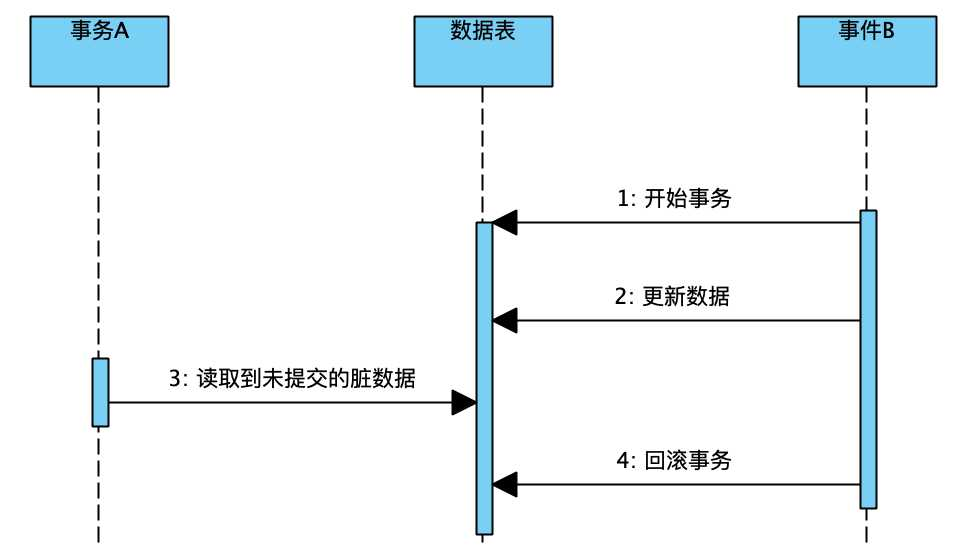 事务A
数据表
事件B
1: 开始事务
2: 更新数据
3: 读取到未提交的脏数据
4: 回滚事务